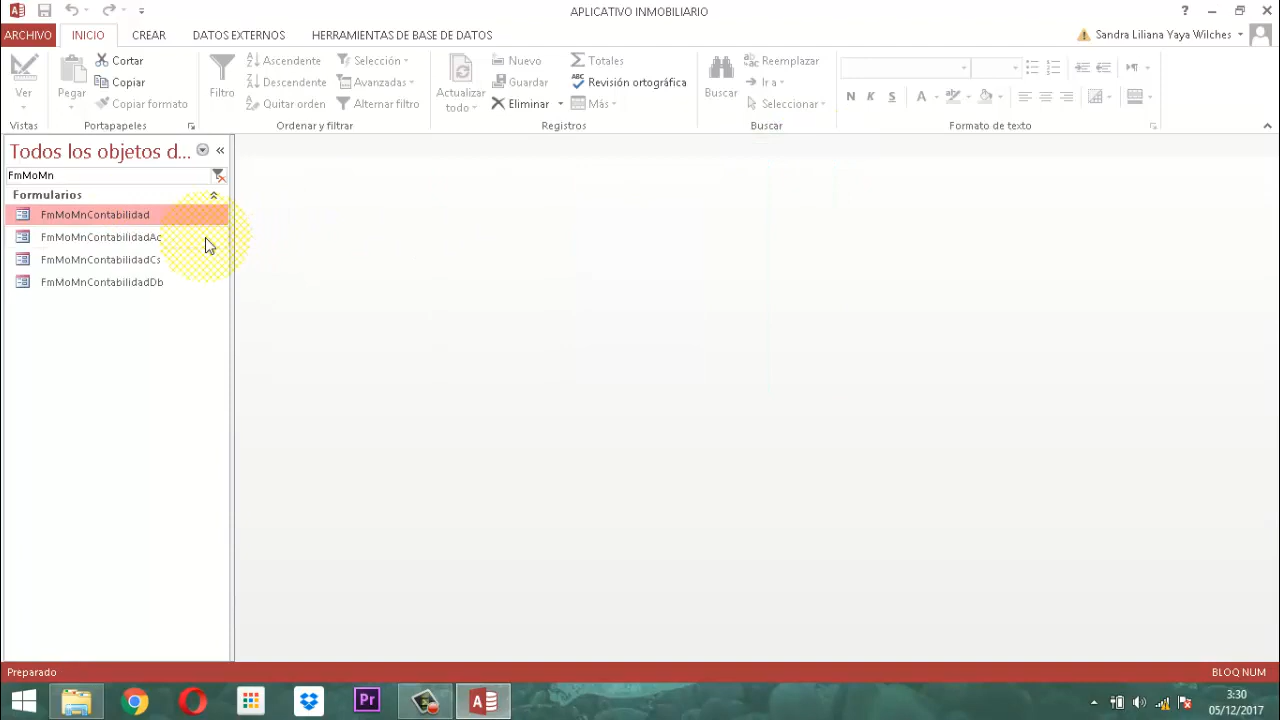 APLICATIVO INMOBILIARIO
?
ARCHIVO INICIO CREAR DATOS EXTERNOS HERRAMIENTAS DE BASE DE DATOS
Sandra Liliana Yaya Wilches
Ver
Vistas
Pegar
Cortar
Copiar
Copiar formato
Portapapeles
Filtro
Ascendente
Descendente
Quitar orden
Selección
Avanzadas
Alternar filtro
Ordenar y filtrar
Actualizar
todo
Nuevo
Guardar
Eliminar
Totales
Revisión ortográfica
Más
Registros
Buscar
Reemplazar
Ir a
Seleccionar
Buscar
N K S A
Formato de texto
Todos los objetos d...
FmMoMn
Formularios
FmMoMnContabilidad
FmMoMnContabilidadAc
FmMoMnContabilidadCs
FmMoMnContabilidadDb
Preparado
BLOQ NUM
Pr
3:30
05/12/2017